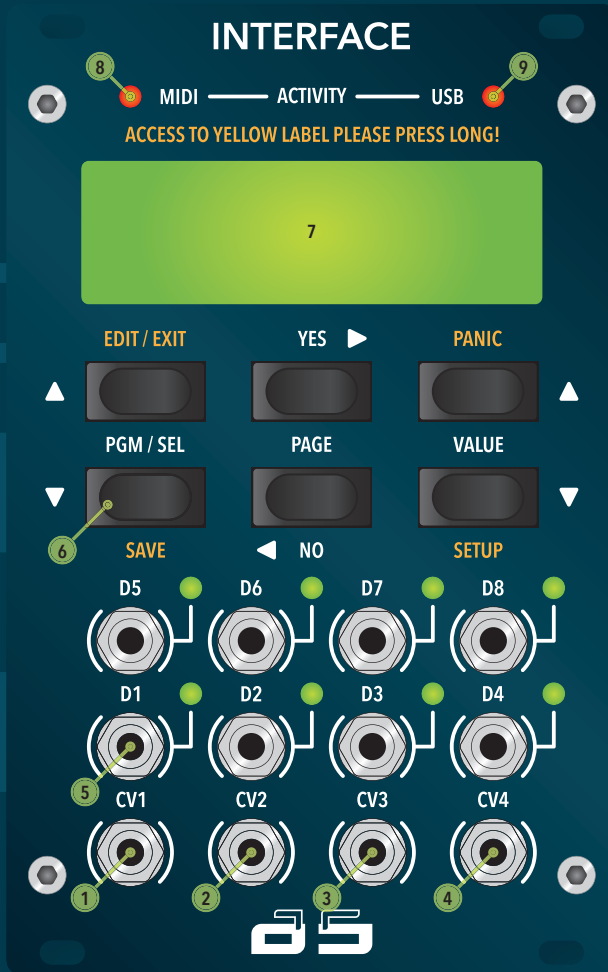 INTERFACE
8 9
MIDI ACTIVITY USB
ACCESS TO YELLOW LABEL PLEASE PRESS LONG!
7
EDIT / EXIT YES PANIC
PGM / SEL PAGE VALUE
6 SAVE NO SETUP
D5 D6 D7 D8
D1 D2 D3 D4
5
CV1 CV2 CV3 CV4
1 2 3 4
as